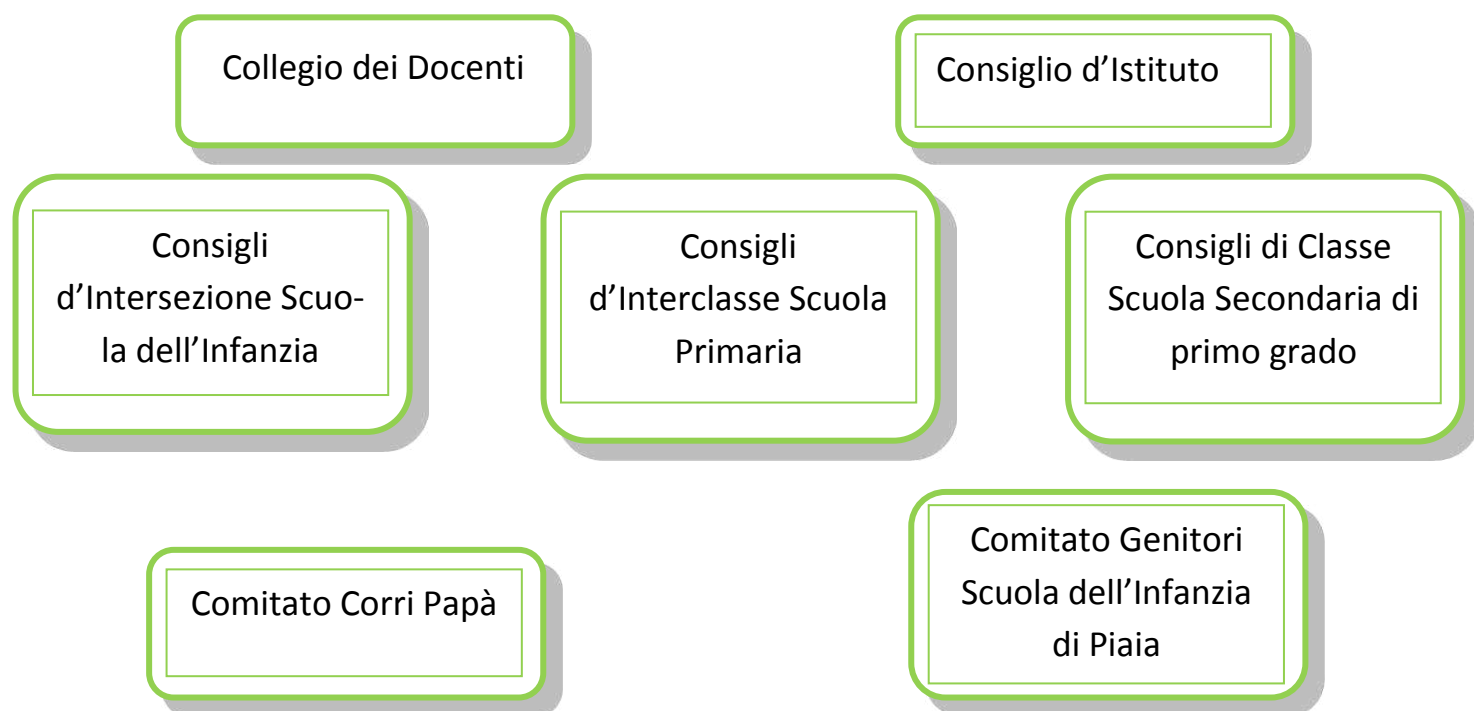 Collegio dei Docenti
Consiglio d’Istituto
Consigli
d’Intersezione Scuo-
la dell’Infanzia
Consigli
d’Interclasse Scuola
Primaria
Consigli di Classe
Scuola Secondaria di
primo grado
Comitato Corri Papà
Comitato Genitori
Scuola dell’Infanzia
di Piaia